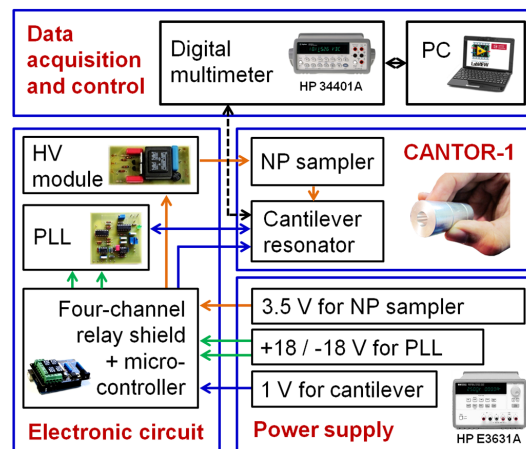 Data
acquisition
and control
Digital
multimeter
HP 34401A
PC
LabVIEW
HV
module
PLL
Four-channel
relay shield
+ micro-
controller
Electronic circuit
NP sampler
CANTOR-1
Cantilever
resonator
3.5 V for NP sampler
+18 / -18 V for PLL
1 V for cantilever
Power supply
HP E3631A